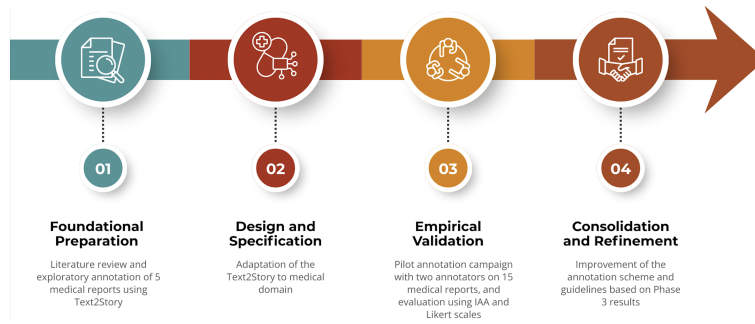 01
Foundational
Preparation
Literature review and
exploratory annotation of 5
medical reports using
Text2Story
02
Design and
Specification
Adaptation of the
Text2Story to medical
domain
03
Empirical
Validation
Pilot annotation campaign
with two annotators on 15
medical reports, and
evaluation using IAA and
Likert scales
04
Consolidation
and Refinement
Improvement of the
annotation scheme and
guidelines based on Phase
3 results